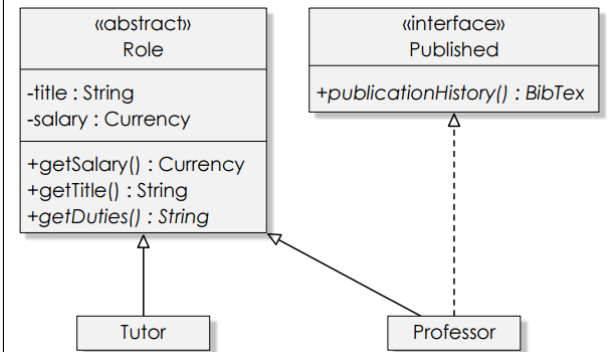 «abstract»
Role
-title : String
-salary : Currency
+getSalary() : Currency
+getTitle() : String
+getDuties() : String
«interface»
Published
+publicationHistory() : BibTex
Tutor
Professor